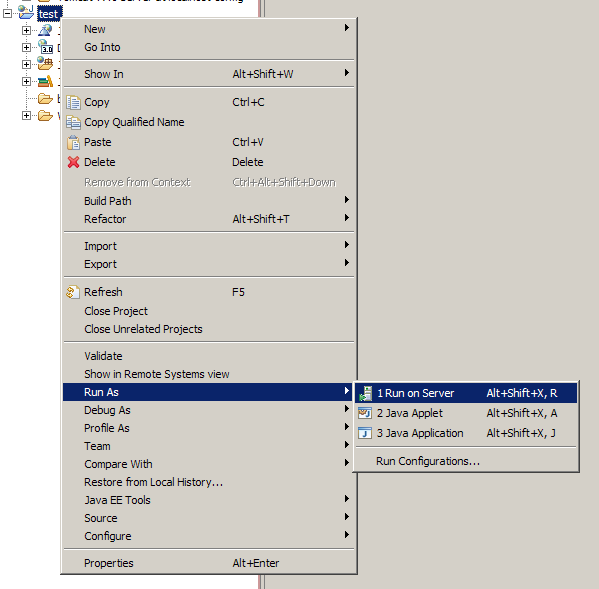 test
New
Go Into
Show In Alt+Shift+W
Copy Ctrl+C
Copy Qualified Name
Paste Ctrl+V
Delete Delete
Remove from Context Ctrl+Alt+Shift+Down
Build Path
Refactor Alt+Shift+T
Import
Export
Refresh F5
Close Project
Close Unrelated Projects
Validate
Show in Remote Systems view
Run As
1 Run on Server Alt+Shift+X, R
Debug As
2 Java Applet Alt+Shift+X, A
Profile As
3 Java Application Alt+Shift+X, J
Team
Compare With
Run Configurations...
Restore from Local History...
Java EE Tools
Source
Configure
Properties Alt+Enter